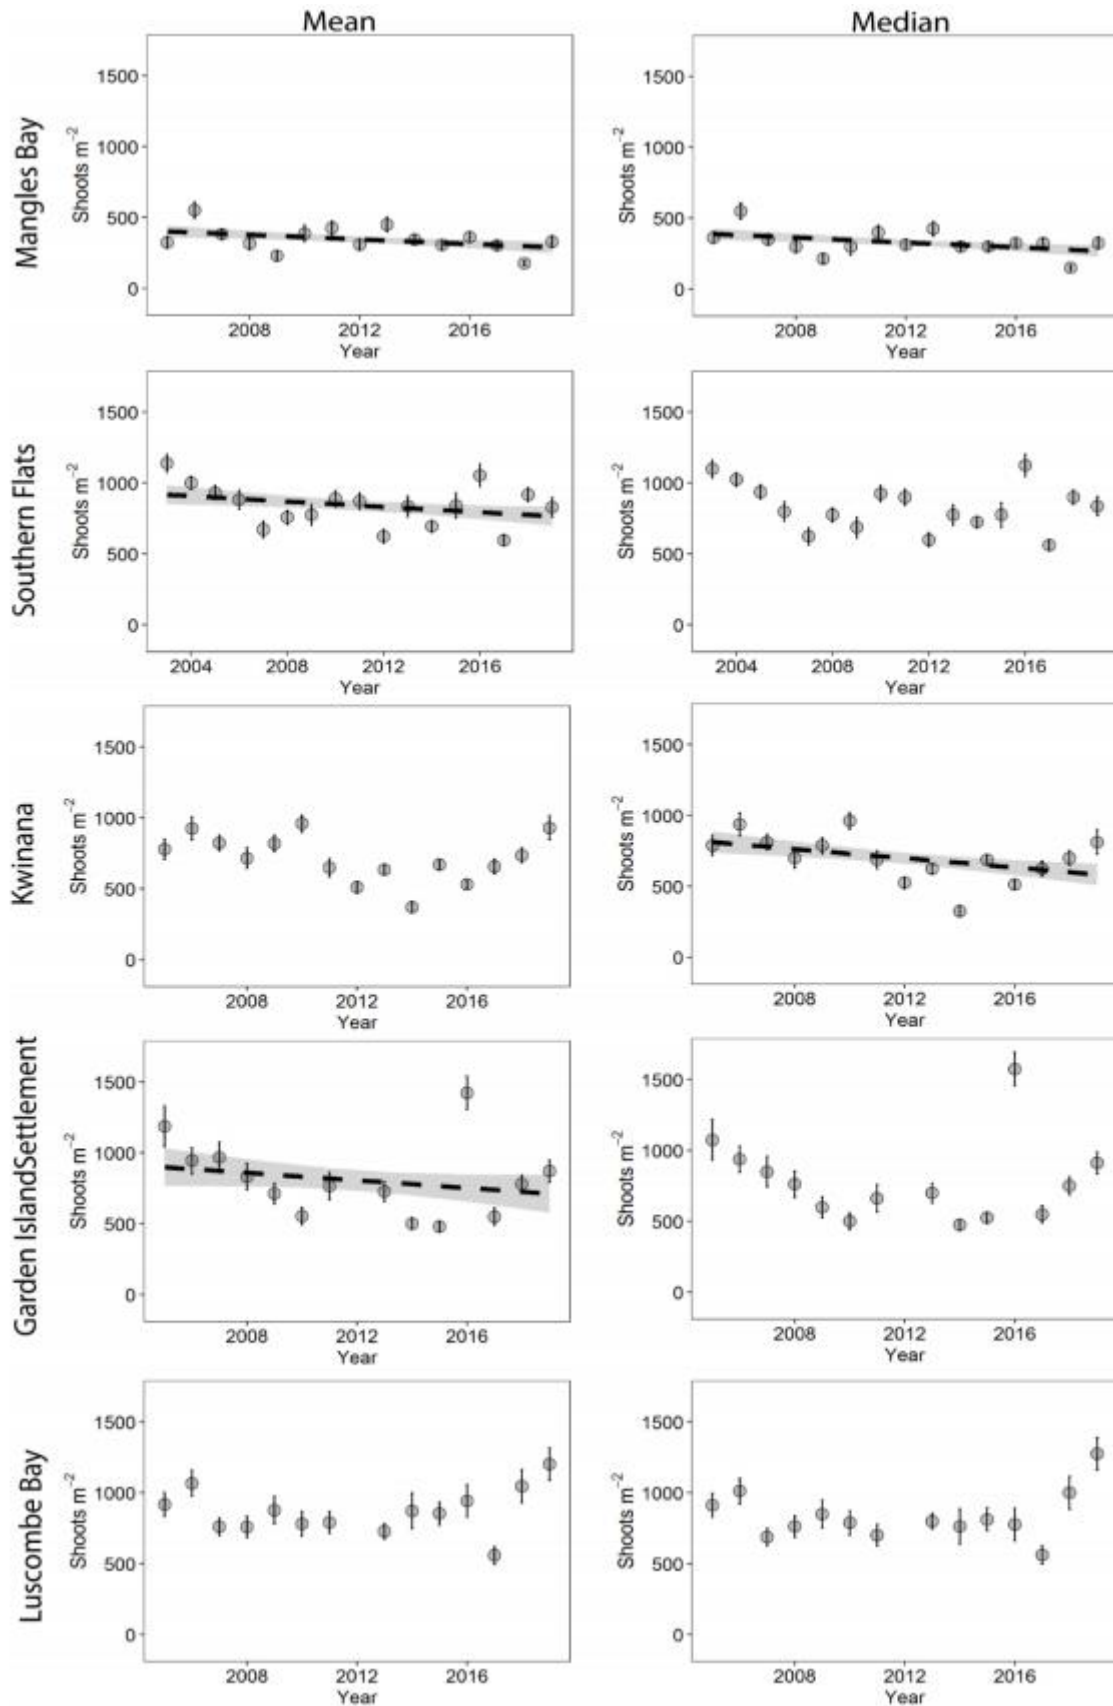 Mean
Median
Mangles Bay
Shoots m⁻²
1500
1000
500
0
2008
2012
2016
Year
Shoots m⁻²
1500
1000
500
0
2008
2012
2016
Year
Southern Flats
Shoots m⁻²
1500
1000
500
0
2004
2008
2012
2016
Year
Shoots m⁻²
1500
1000
500
0
2004
2008
2012
2016
Year
Kwinana
Shoots m⁻²
1500
1000
500
0
2008
2012
2016
Year
Shoots m⁻²
1500
1000
500
0
2008
2012
2016
Year
Garden IslandSettlement
Shoots m⁻²
1500
1000
500
0
2008
2012
2016
Year
Shoots m⁻²
1500
1000
500
0
2008
2012
2016
Year
Luscombe Bay
Shoots m⁻²
1500
1000
500
0
2008
2012
2016
Year
Shoots m⁻²
1500
1000
500
0
2008
2012
2016
Year